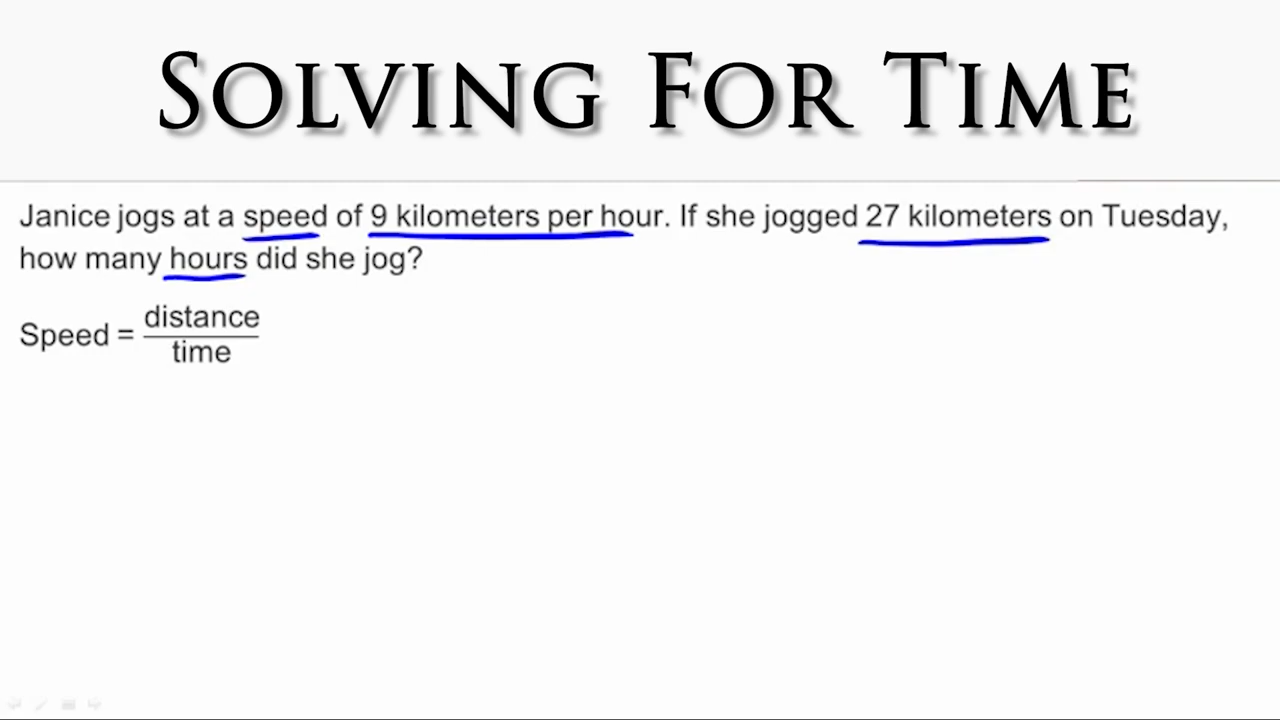 SOLVING FOR TIME
Janice jogs at a speed of 9 kilometers per hour. If she jogged 27 kilometers on Tuesday,
how many hours did she jog?
Speed = distance
time